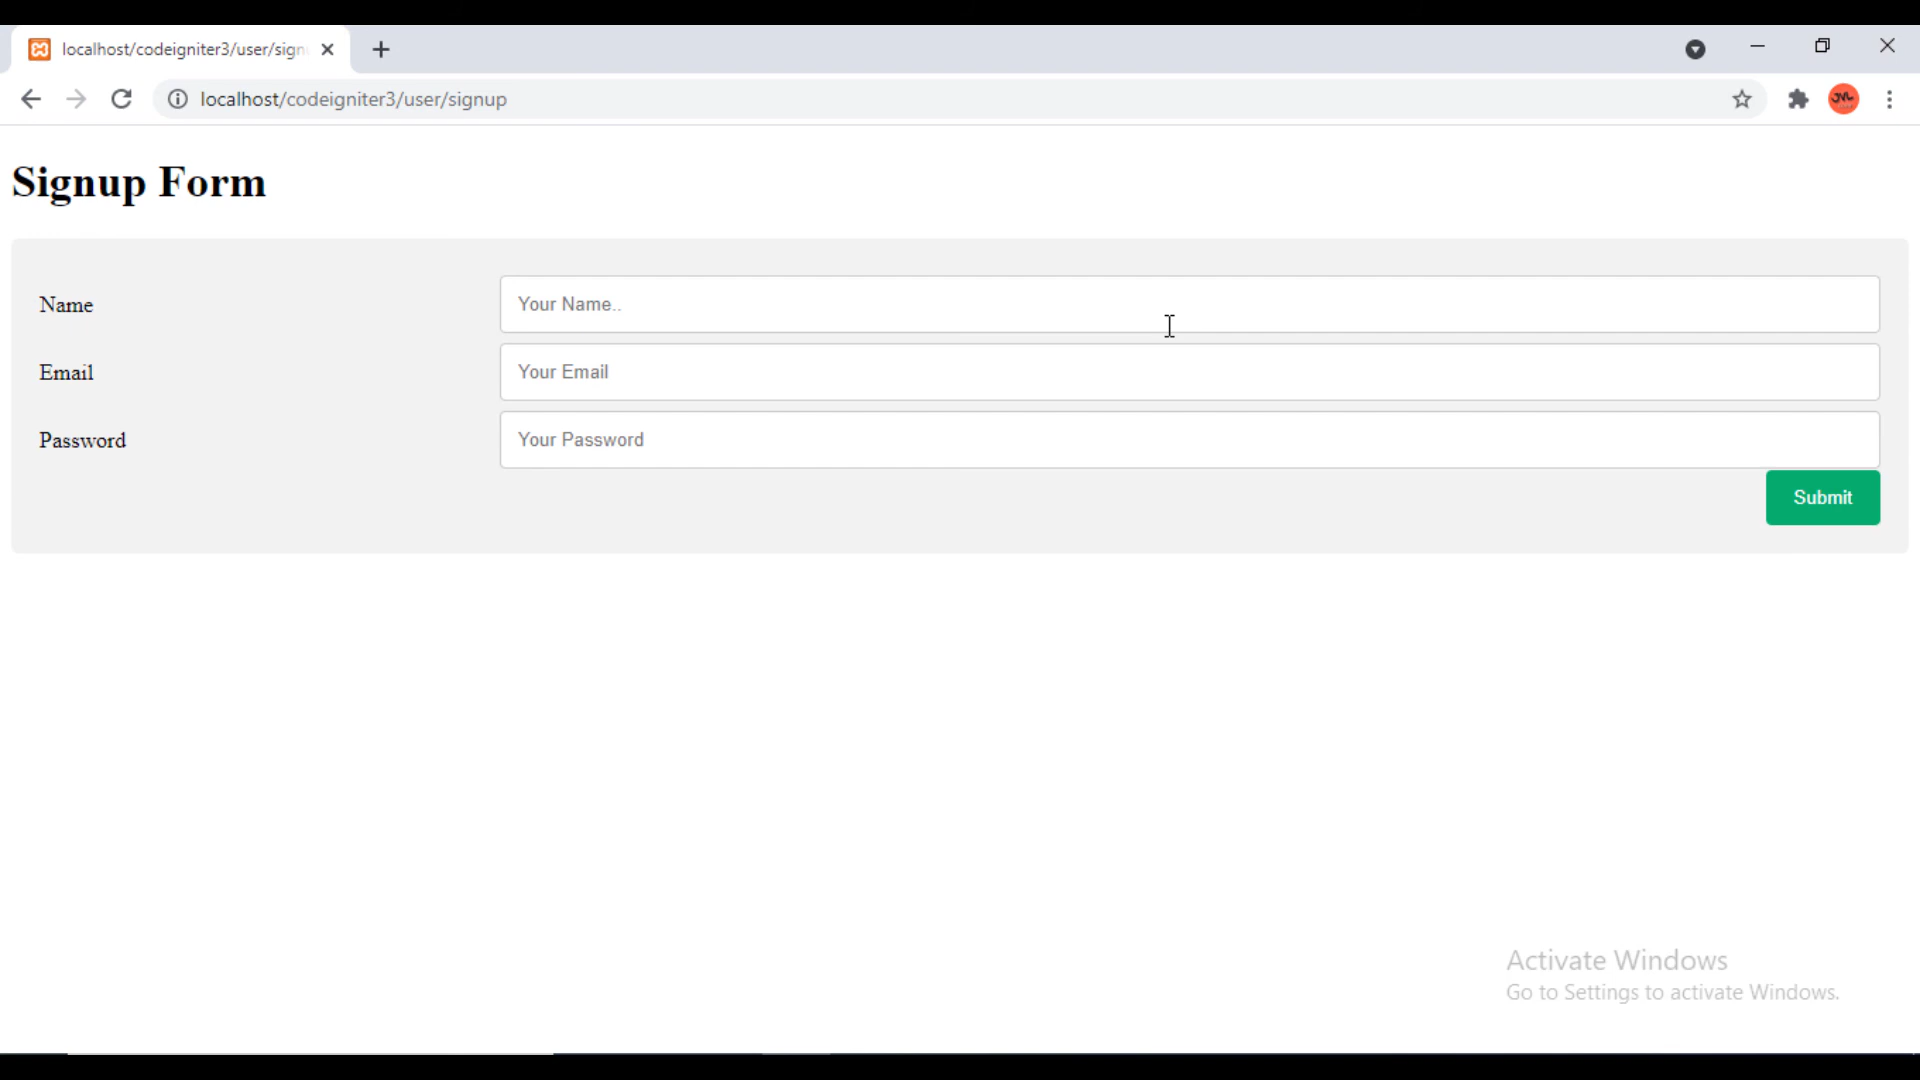 localhost/codeigniter3/user/sign
localhost/codeigniter3/user/signup
Signup Form
Name
Your Name..
Email
Your Email
Password
Your Password
Submit
Activate Windows
Go to Settings to activate Windows.